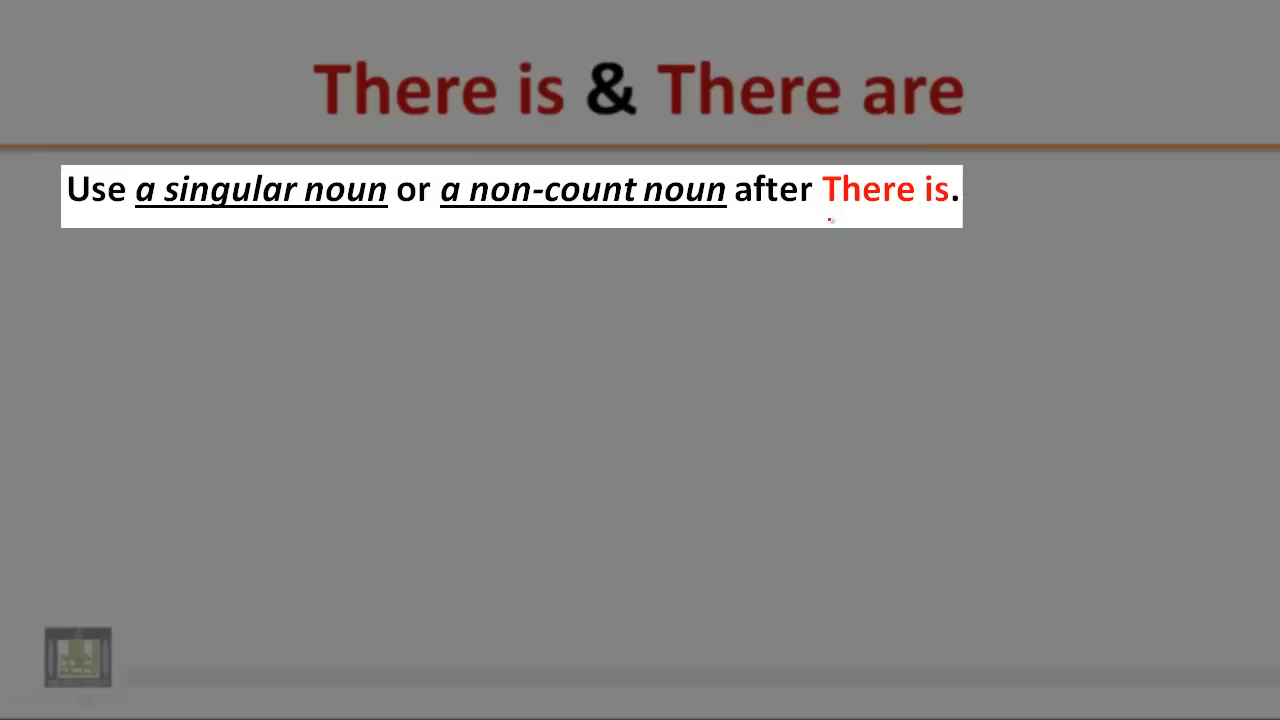 There is & There are
Use a singular noun or a non-count noun after There is.